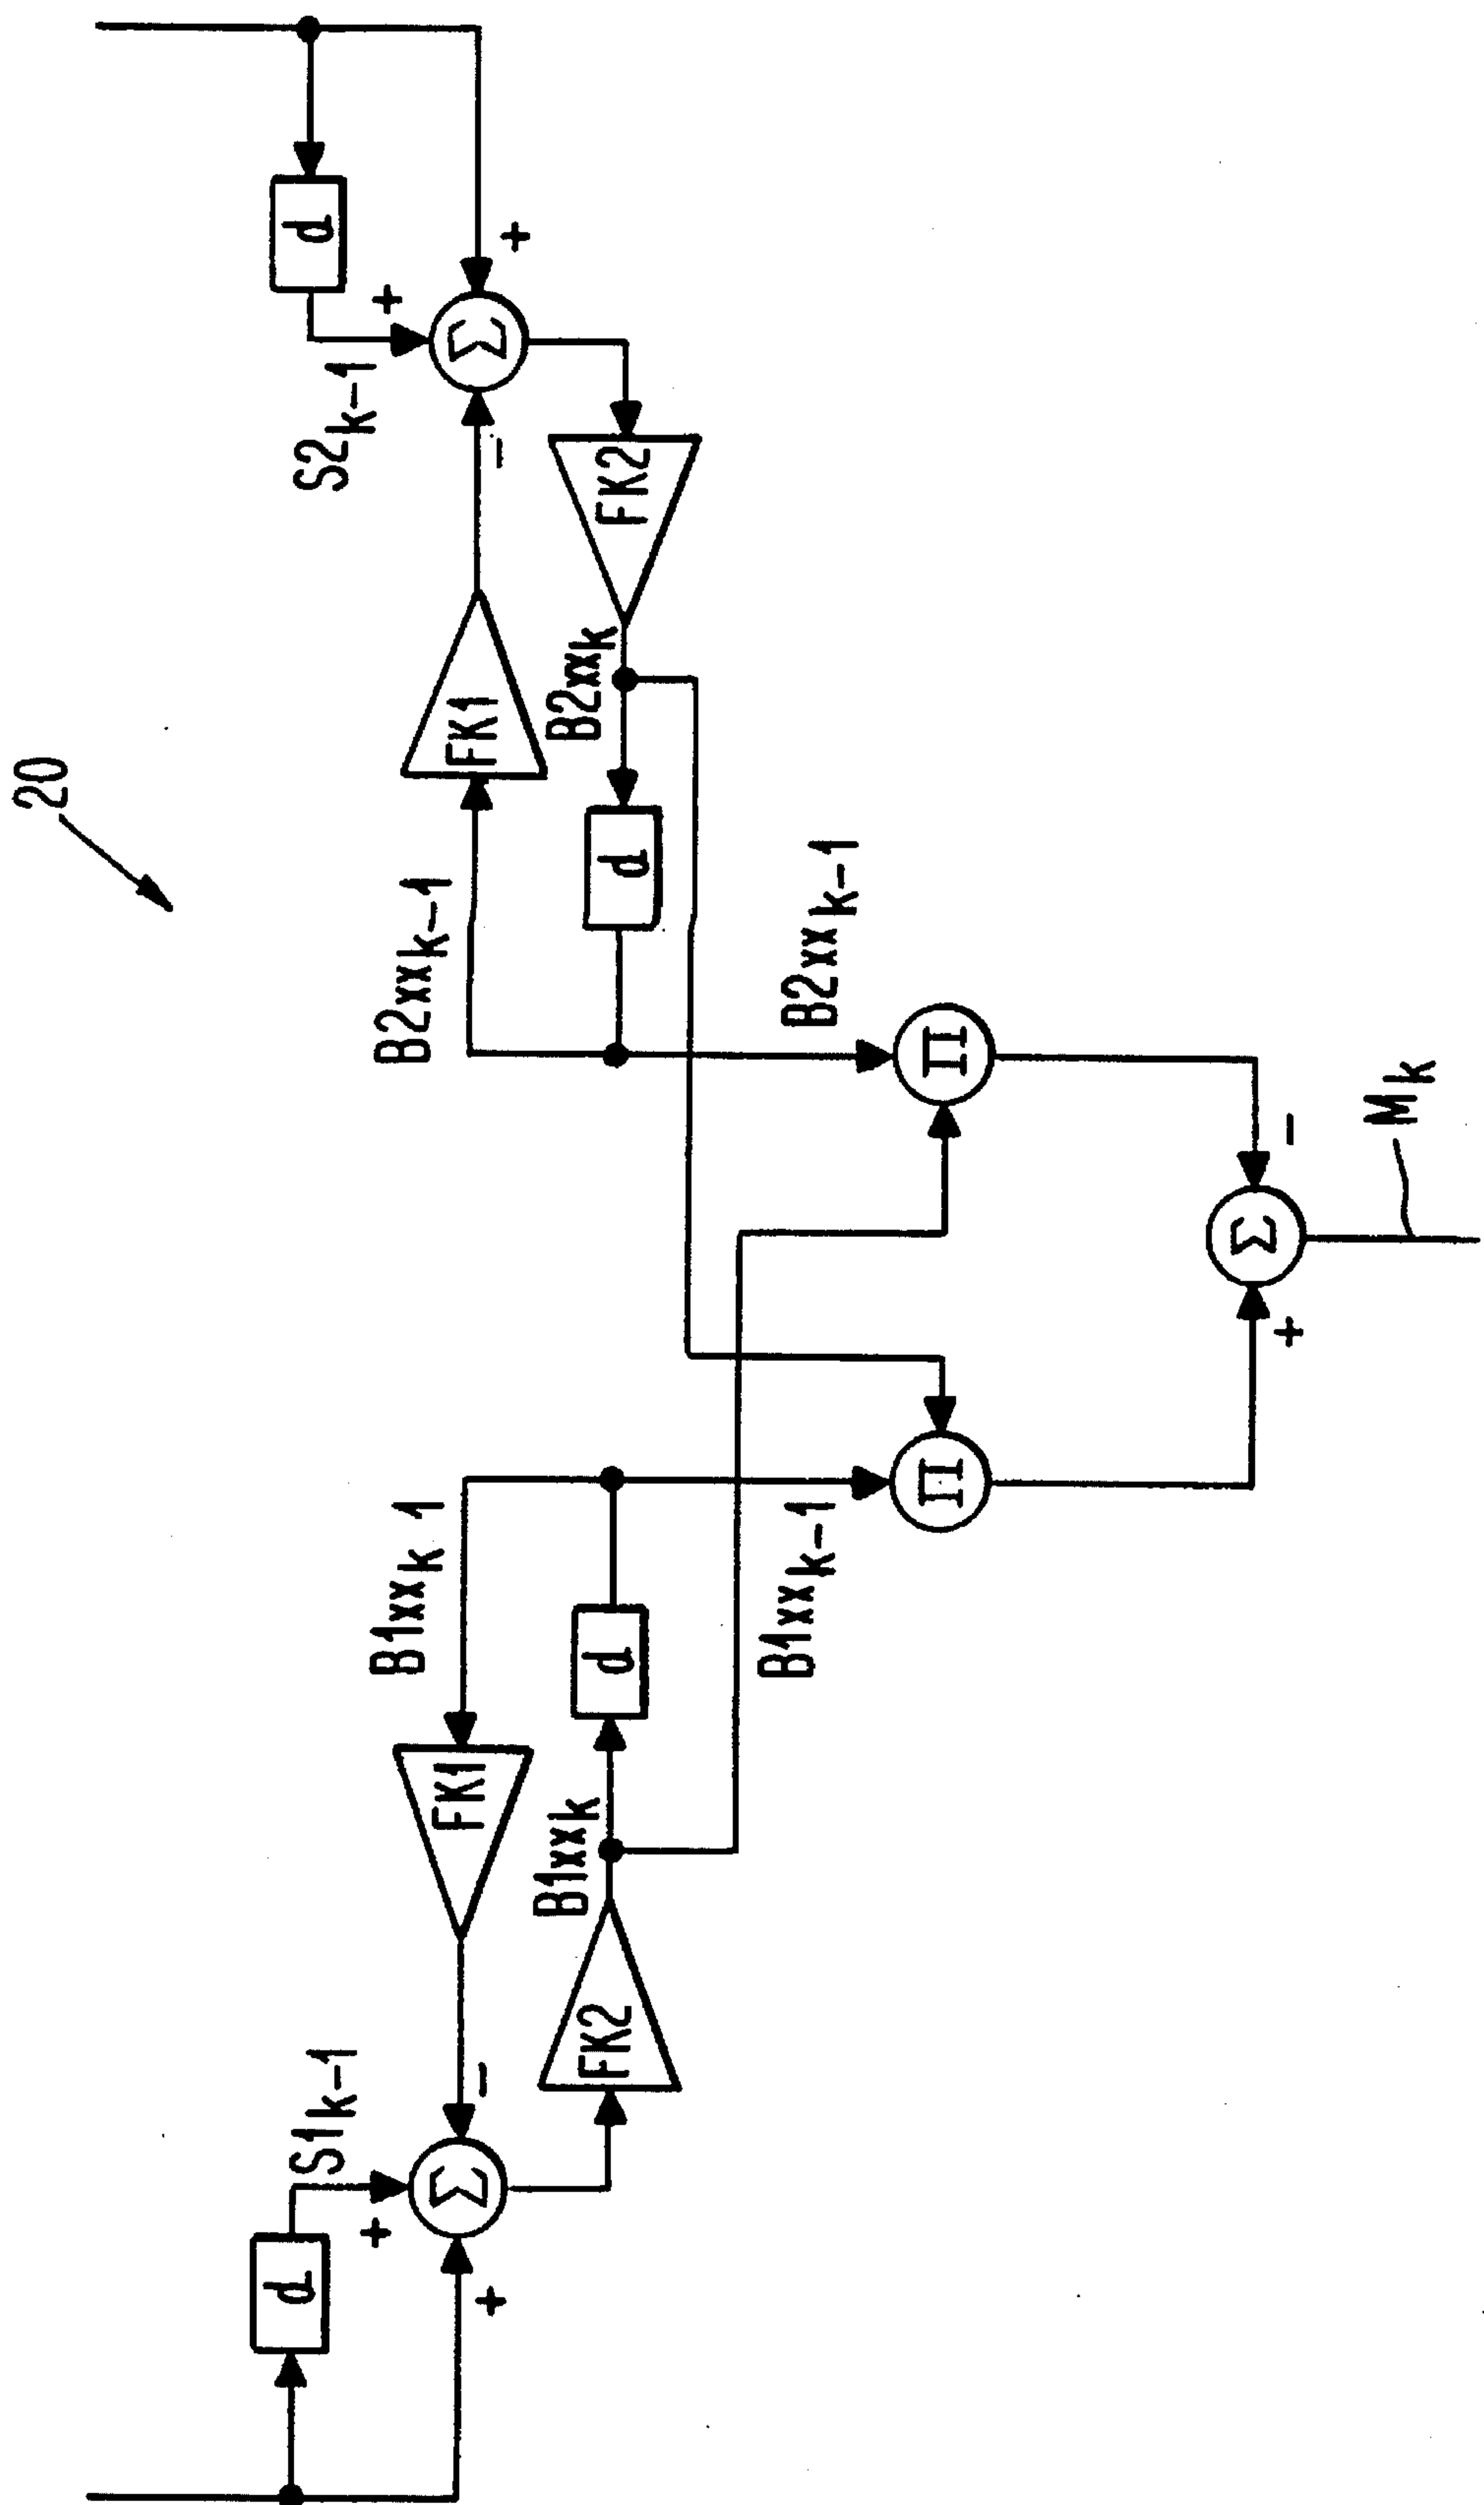 20
d
S1k-1
S2k-1
d
+
+
Σ
-
FK1
B1xxk 1
B2xxk-1
FK1
-
Σ
+
+
FK2
B1xxk
d
d
B2xxk
FK2
B1xxk-1
B2xxk-1
Π
Π
+
Σ
-
Mk